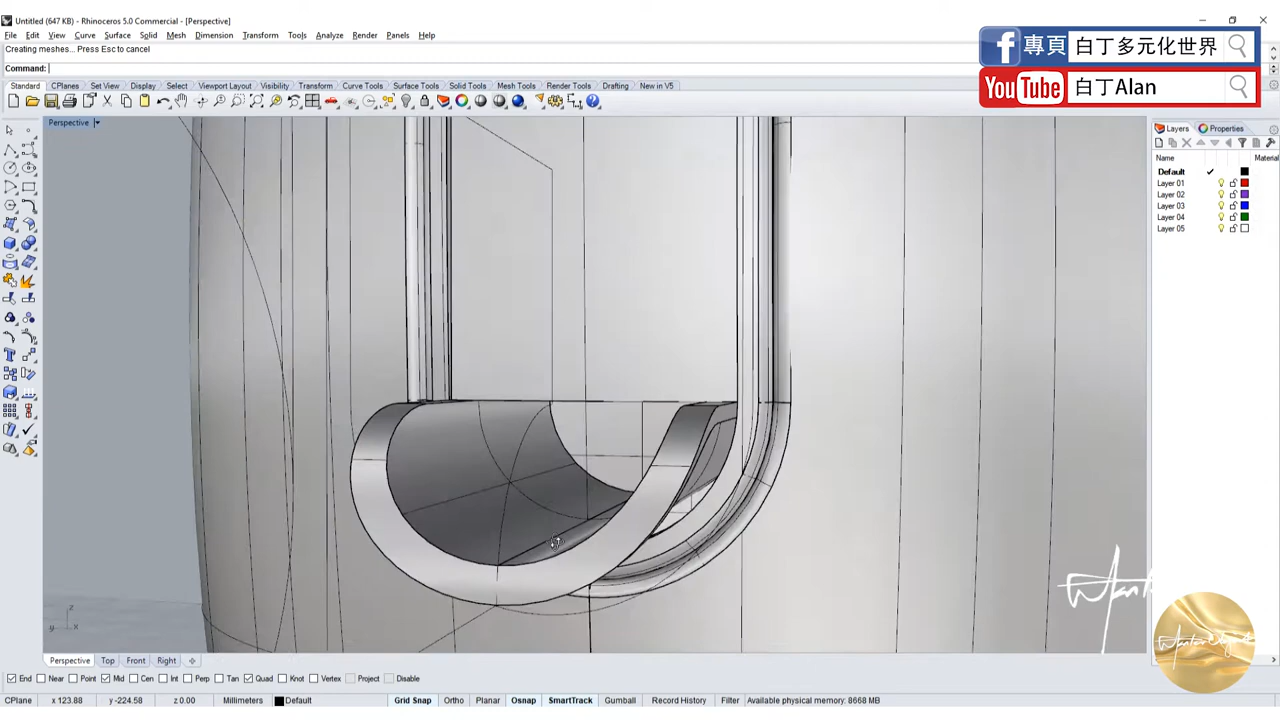 Untitled (647 KB) - Rhinoceros 5.0 Commercial - [Perspective]
File Edit View Curve Surface Solid Mesh Dimension Transform Tools Analyze Render Panels Help
Creating meshes... Press Esc to cancel
Command:
專頁 白丁多元化世界
YouTube 白丁Alan
Standard CPlanes Set View Display Select Viewport Layout Visibility Transform Curve Tools Surface Tools Solid Tools Mesh Tools Render Tools Drafting New in V5
Perspective
Layers Properties
Name Material
Default
Layer 01
Layer 02
Layer 03
Layer 04
Layer 05
z
y x
Perspective Top Front Right
End Near Point Mid Cen Int Perp Tan Quad Knot Vertex Project Disable
CPlane x 123.88 y -224.58 z 0.00 Millimeters Default Grid Snap Ortho Planar Osnap SmartTrack Gumball Record History Filter Available physical memory: 8668 MB